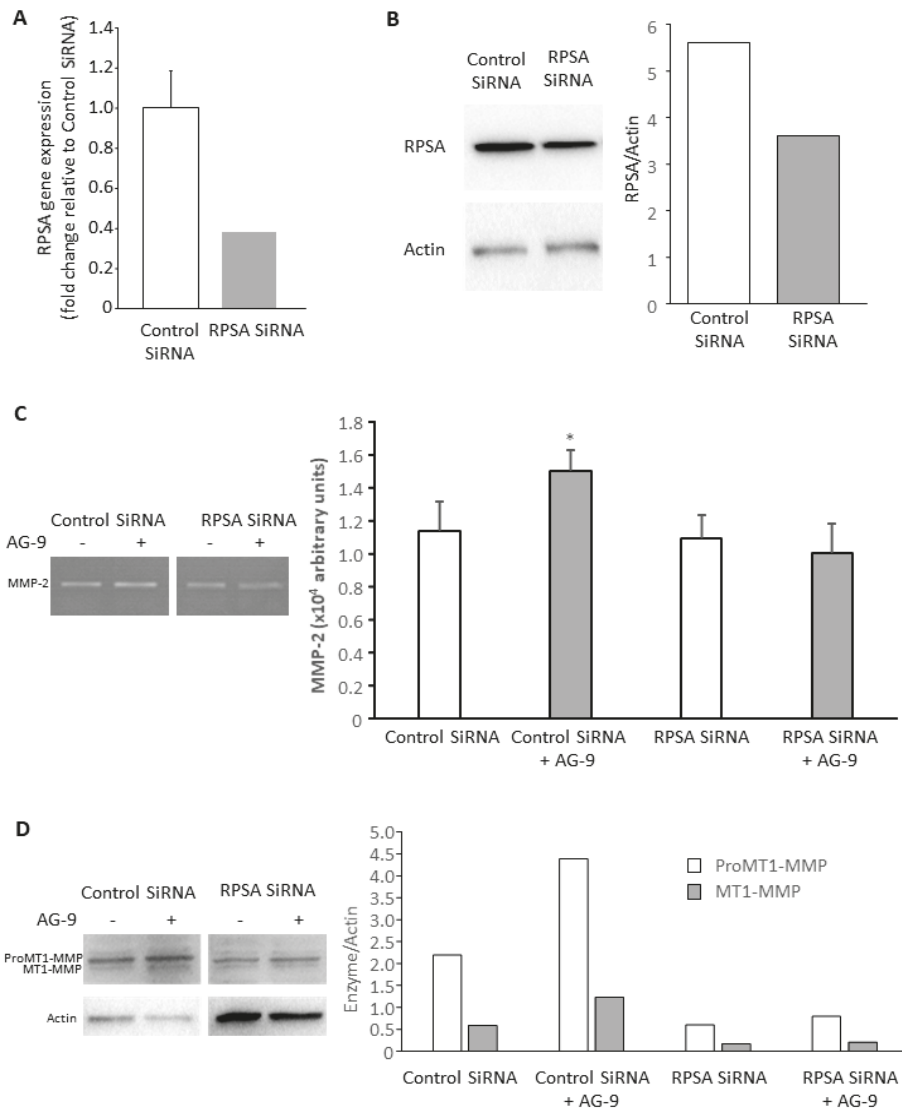 A
RPSA gene expression
(fold change relative to Control SiRNA)
1.4
1.2
1.0
0.8
0.6
0.4
0.2
0
Control
SiRNA
RPSA SiRNA
B
Control
SiRNA
RPSA
SiRNA
RPSA
Actin
RPSA/Actin
6
5
4
3
2
1
0
Control
SiRNA
RPSA
SiRNA
C
Control SiRNA
RPSA SiRNA
AG-9 - + - +
MMP-2
MMP-2 (x10⁴ arbitrary units)
1.8
1.6
1.4
1.2
1.0
0.8
0.6
0.4
0.2
0
*
Control SiRNA
Control SiRNA
+ AG-9
RPSA SiRNA
RPSA SiRNA
+ AG-9
D
Control SiRNA
RPSA SiRNA
AG-9 - + - +
ProMT1-MMP
MT1-MMP
Actin
Enzyme/Actin
5.0
4.5
4.0
3.5
3.0
2.5
2.0
1.5
1.0
0.5
0
ProMT1-MMP
MT1-MMP
Control SiRNA
Control SiRNA
+ AG-9
RPSA SiRNA
RPSA SiRNA
+ AG-9